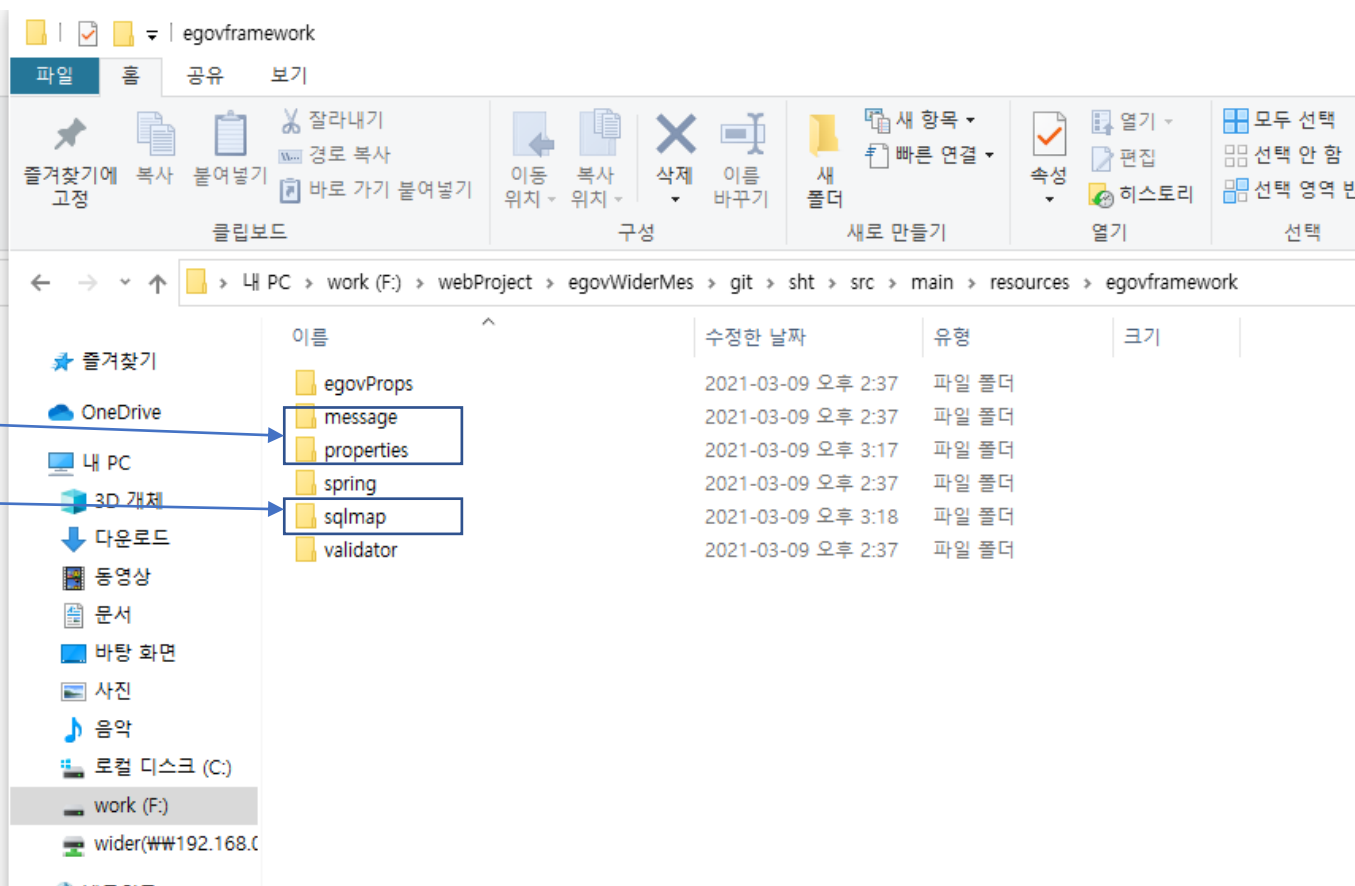 egovframework
파일 홈 공유 보기
즐겨찾기에 고정
복사
붙여넣기
잘라내기
경로 복사
바로 가기 붙여넣기
클립보드
이동 위치
복사 위치
삭제
이름 바꾸기
구성
새 폴더
새 항목
빠른 연결
새로 만들기
속성
열기
편집
히스토리
열기
모두 선택
선택 안 함
선택 영역
선택
내 PC > work (F:) > webProject > egovWiderMes > git > sht > src > main > resources > egovframework
이름 수정한 날짜 유형 크기
즐겨찾기
OneDrive
내 PC
3D 개체
다운로드
동영상
문서
바탕 화면
사진
음악
로컬 디스크 (C:)
work (F:)
wider(₩₩192.168.0
egovProps 2021-03-09 오후 2:37 파일 폴더
message 2021-03-09 오후 2:37 파일 폴더
properties 2021-03-09 오후 3:17 파일 폴더
spring 2021-03-09 오후 2:37 파일 폴더
sqlmap 2021-03-09 오후 3:18 파일 폴더
validator 2021-03-09 오후 2:37 파일 폴더